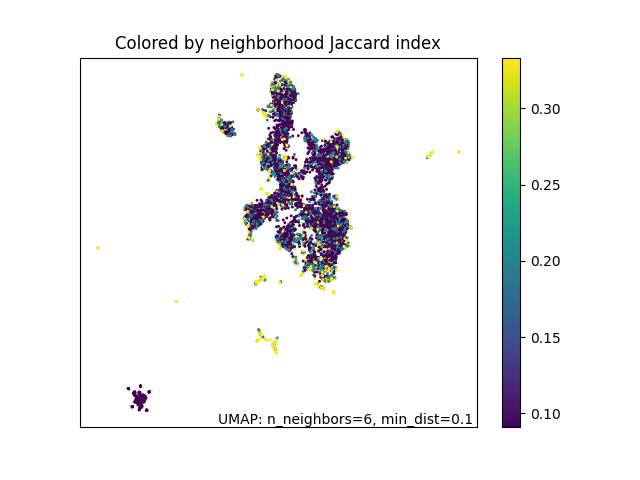 Colored by neighborhood Jaccard index
0.30
0.25
0.20
0.15
0.10
UMAP: n_neighbors=6, min_dist=0.1